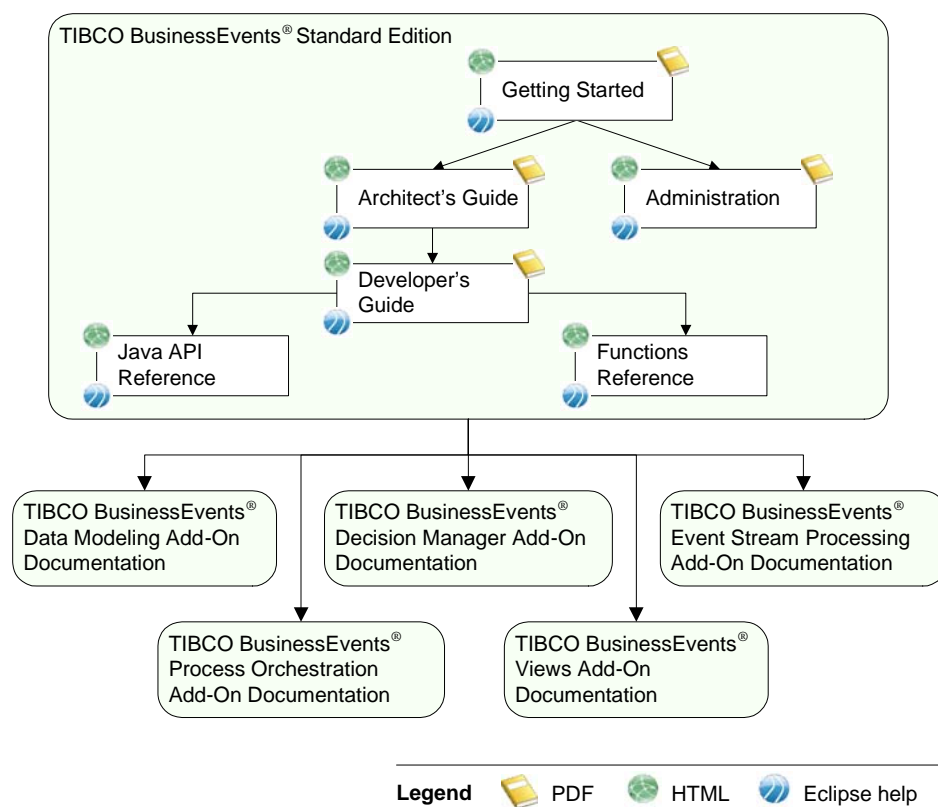 TIBCO BusinessEvents® Standard Edition
Getting Started
Architect's Guide
Administration
Developer's
Guide
Java API
Reference
Functions
Reference
TIBCO BusinessEvents®
Data Modeling Add-On
Documentation
TIBCO BusinessEvents®
Decision Manager Add-On
Documentation
TIBCO BusinessEvents®
Event Stream Processing
Add-On Documentation
TIBCO BusinessEvents®
Process Orchestration
Add-On Documentation
TIBCO BusinessEvents®
Views Add-On
Documentation
Legend PDF HTML Eclipse help